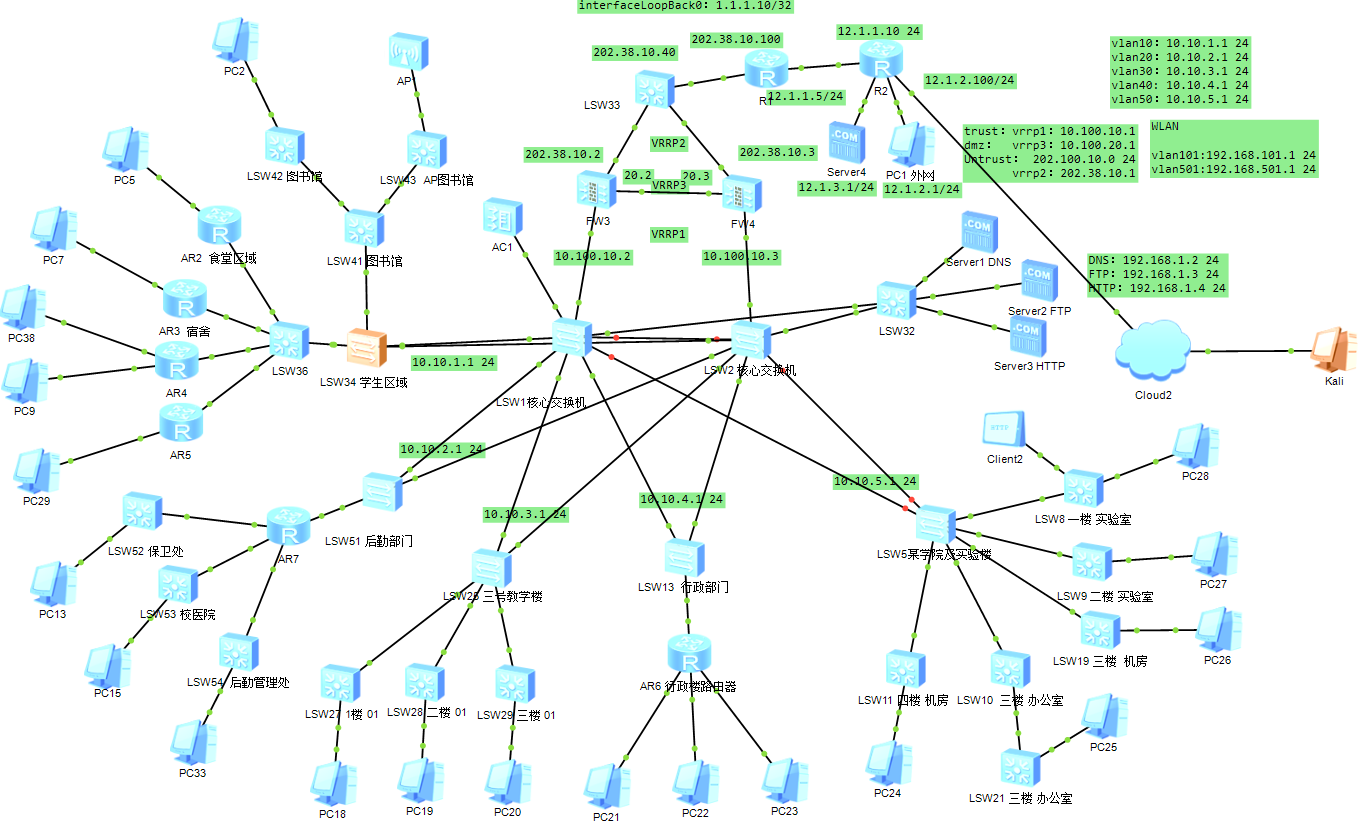 interfaceLoopBack0: 1.1.1.10/32
202.38.10.40
202.38.10.100
12.1.1.10 24
R
R
R1
R2
12.1.1.5/24
12.1.2.100/24
LSW33
vlan10: 10.10.1.1 24
vlan20: 10.10.2.1 24
vlan30: 10.10.3.1 24
vlan40: 10.10.4.1 24
vlan50: 10.10.5.1 24
trust: vrrp1: 10.100.10.1
dmz: vrrp3: 10.100.20.1
Untrust: 202.100.10.0 24
vrrp2: 202.38.10.1
WLAN
vlan101:192.168.101.1 24
vlan501:192.168.501.1 24
PC2
AP
LSW42 图书馆
LSW43 AP图书馆
PC5
202.38.10.2
VRRP2
202.38.10.3
.COM
Server4
PC1 外网
12.1.3.1/24
12.1.2.1/24
20.2
VRRP3
20.3
FW3
FW4
VRRP1
10.100.10.2
10.100.10.3
AC1
PC7
R
AR2 食堂区域
LSW41 图书馆
.COM
Server1 DNS
.COM
Server2 FTP
.COM
Server3 HTTP
LSW32
DNS: 192.168.1.2 24
FTP: 192.168.1.3 24
HTTP: 192.168.1.4 24
R
AR3 宿舍
PC38
R
AR4
LSW36
LSW34 学生区域
10.10.1.1 24
LSW1核心交换机
LSW2 核心交换机
Cloud2
Kali
PC9
R
AR5
PC29
10.10.2.1 24
10.10.3.1 24
10.10.4.1 24
10.10.5.1 24
HTTP
Client2
PC28
LSW8 一楼 实验室
LSW52 保卫处
R
AR7
LSW51 后勤部门
LSW5某学院及实验楼
PC13
LSW53 校医院
LSW26 三号教学楼
LSW13 行政部门
LSW9 二楼 实验室
PC27
PC15
LSW54 后勤管理处
R
AR6 行政楼路由器
LSW19 三楼 机房
PC26
LSW27 1楼 01
LSW28 二楼 01
LSW29 三楼 01
LSW11 四楼 机房
LSW10 三楼 办公室
PC25
PC33
PC18
PC19
PC20
PC21
PC22
PC23
PC24
LSW21 三楼 办公室